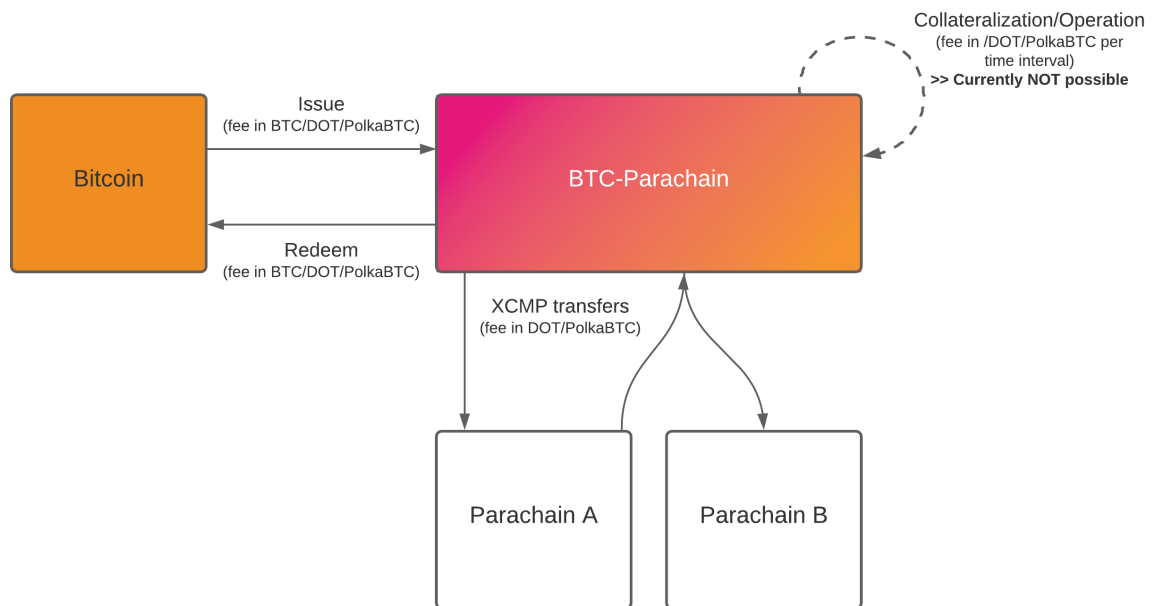 Collateralization/Operation
(fee in /DOT/PolkaBTC per
time interval)
>> Currently NOT possible
Issue
(fee in BTC/DOT/PolkaBTC)
Bitcoin
BTC-Parachain
Redeem
(fee in BTC/DOT/PolkaBTC)
XCMP transfers
(fee in DOT/PolkaBTC)
Parachain A
Parachain B